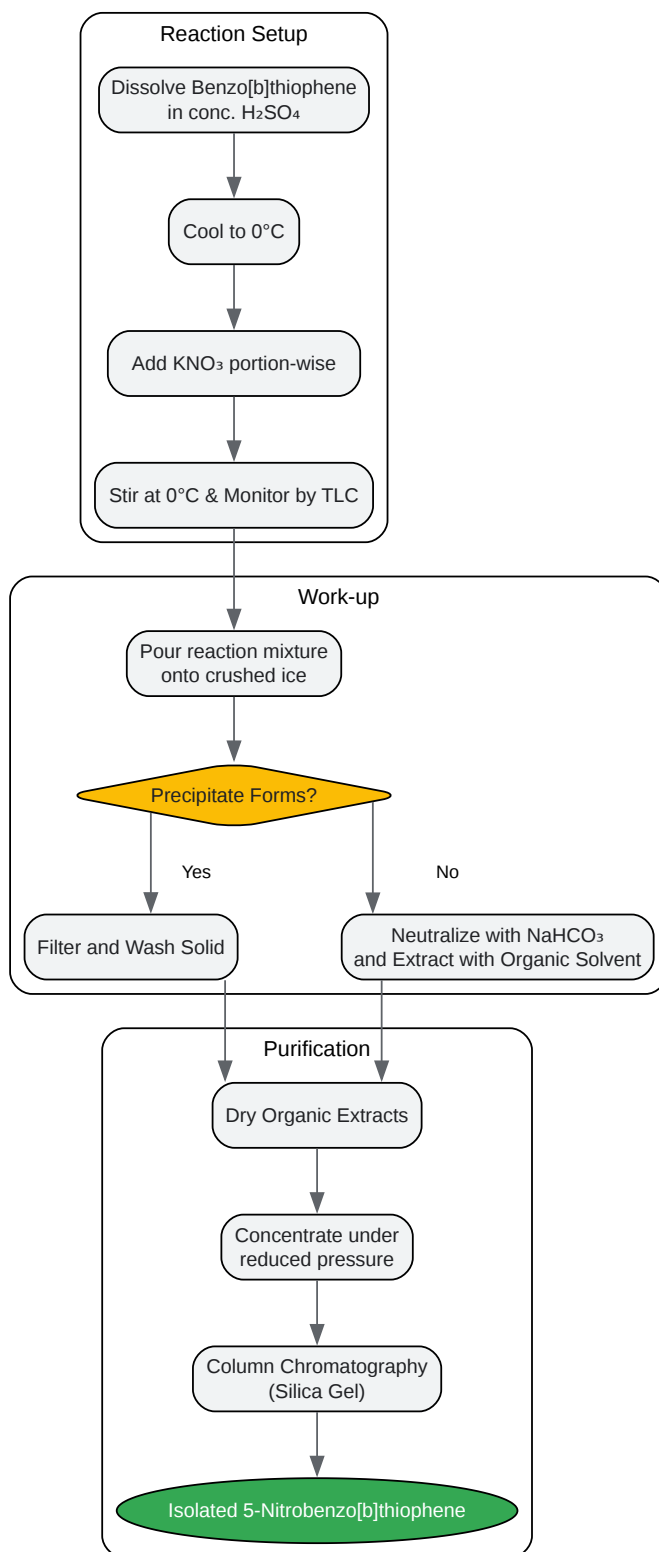 Reaction Setup
Dissolve Benzo[b]thiophene
in conc. H₂SO₄
Cool to 0°C
Add KNO₃ portion-wise
Stir at 0°C & Monitor by TLC
Work-up
Pour reaction mixture
onto crushed ice
Precipitate Forms?
Yes
No
Filter and Wash Solid
Neutralize with NaHCO₃
and Extract with Organic Solvent
Purification
Dry Organic Extracts
Concentrate under
reduced pressure
Column Chromatography
(Silica Gel)
Isolated 5-Nitrobenzo[b]thiophene